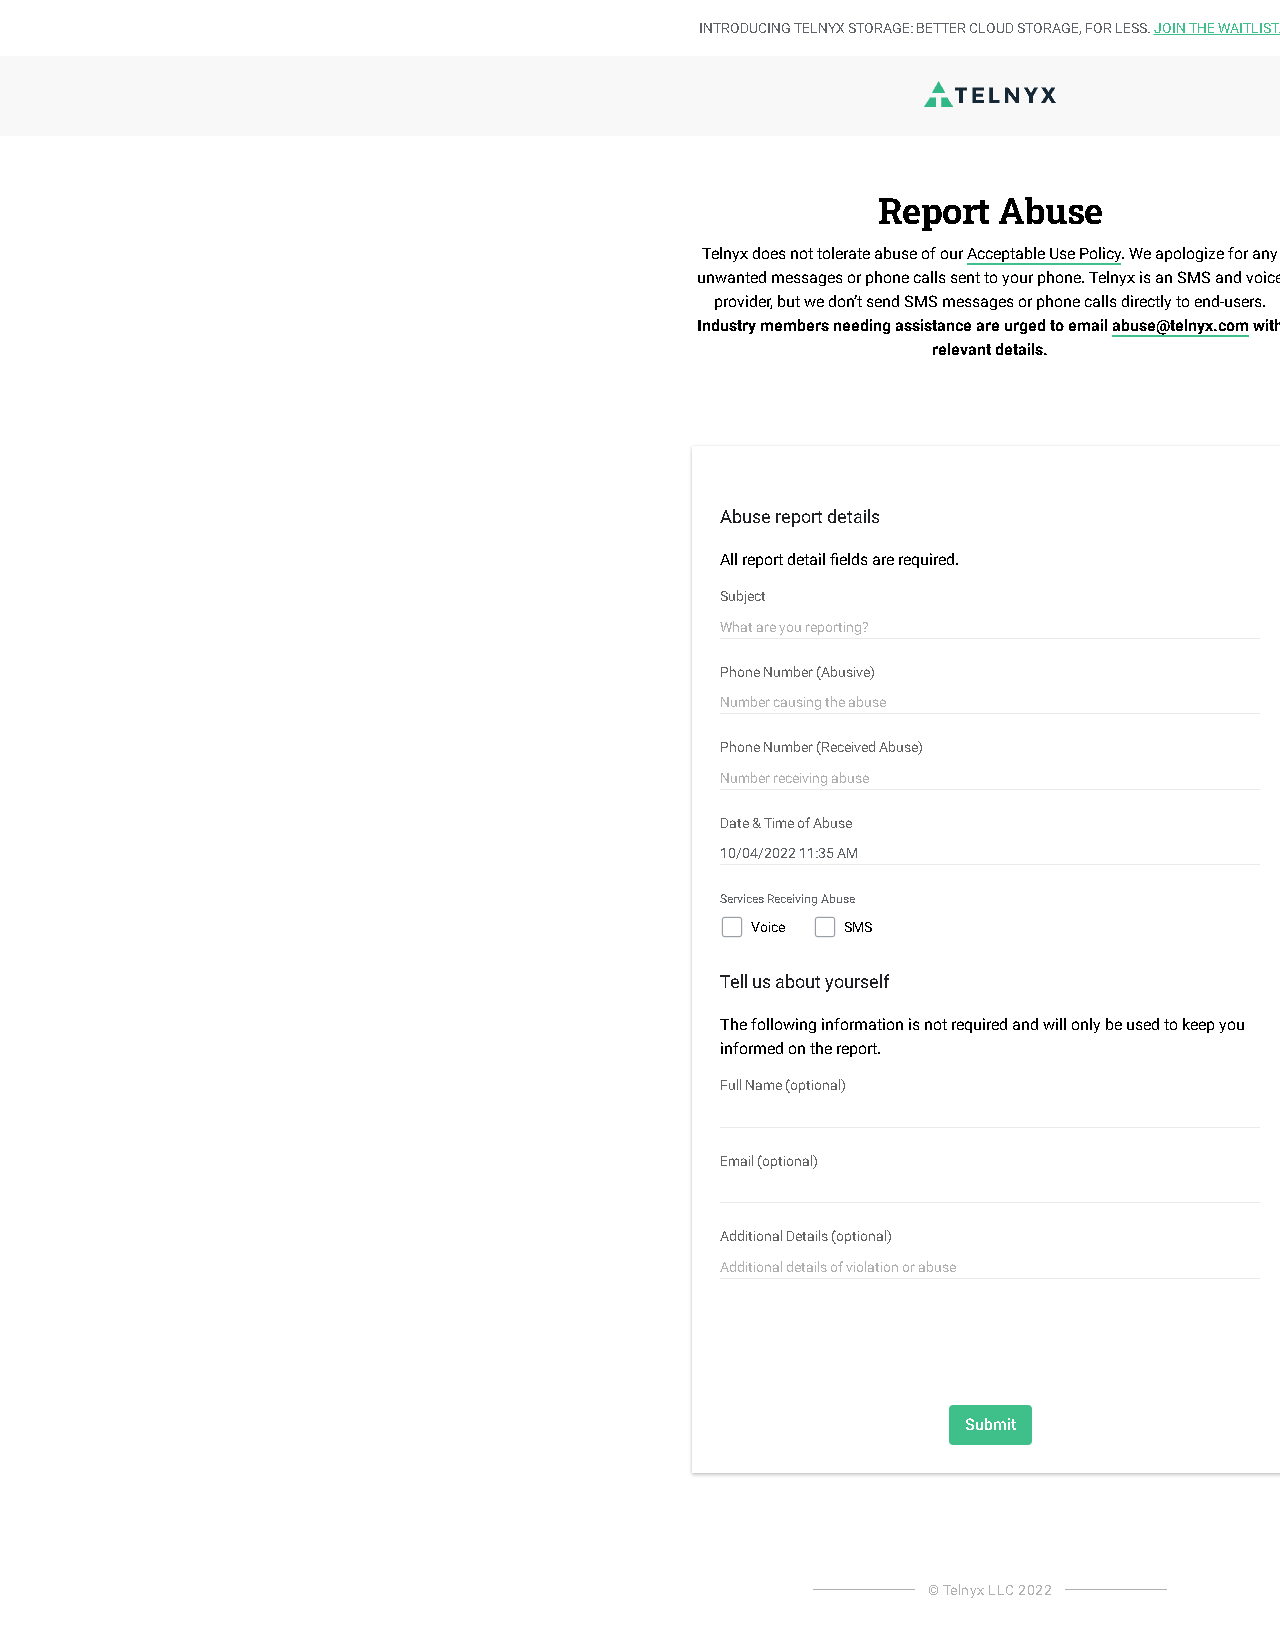 INTRODUCING TELNYX STORAGE: BETTER CLOUD STORAGE, FOR LESS. JOIN THE WAITLIST.
TELNYX
Report Abuse
Telnyx does not tolerate abuse of our Acceptable Use Policy. We apologize for any
unwanted messages or phone calls sent to your phone. Telnyx is an SMS and voice
provider, but we don’t send SMS messages or phone calls directly to end-users.
Industry members needing assistance are urged to email abuse@telnyx.com with
relevant details.
Abuse report details
All report detail fields are required.
Subject
What are you reporting?
Phone Number (Abusive)
Number causing the abuse
Phone Number (Received Abuse)
Number receiving abuse
Date & Time of Abuse
10/04/2022 11:35 AM
Services Receiving Abuse
Voice SMS
Tell us about yourself
The following information is not required and will only be used to keep you
informed on the report.
Full Name (optional)
Email (optional)
Additional Details (optional)
Additional details of violation or abuse
Submit
© Telnyx LLC 2022